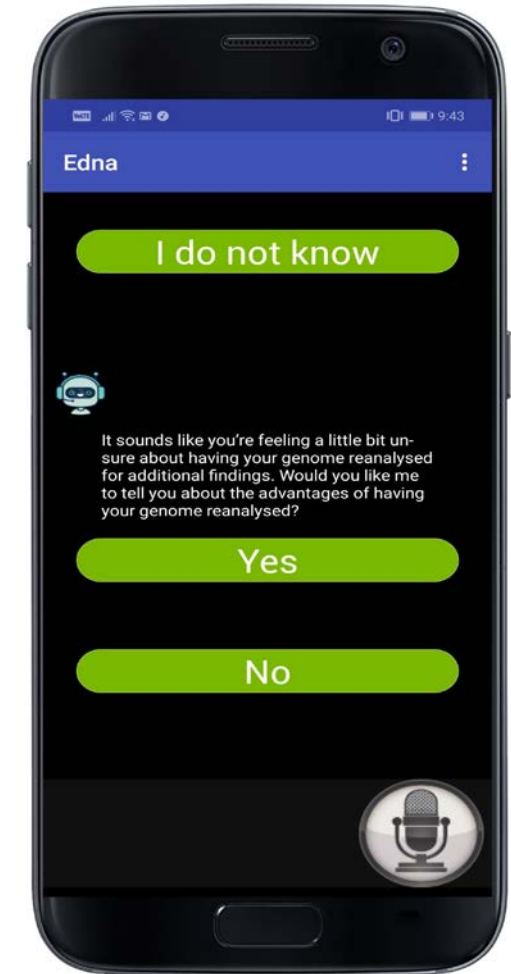 9:43
Edna
I do not know
It sounds like you're feeling a little bit un-
sure about having your genome reanalysed
for additional findings. Would you like me
to tell you about the advantages of having
your genome reanalysed?
Yes
No